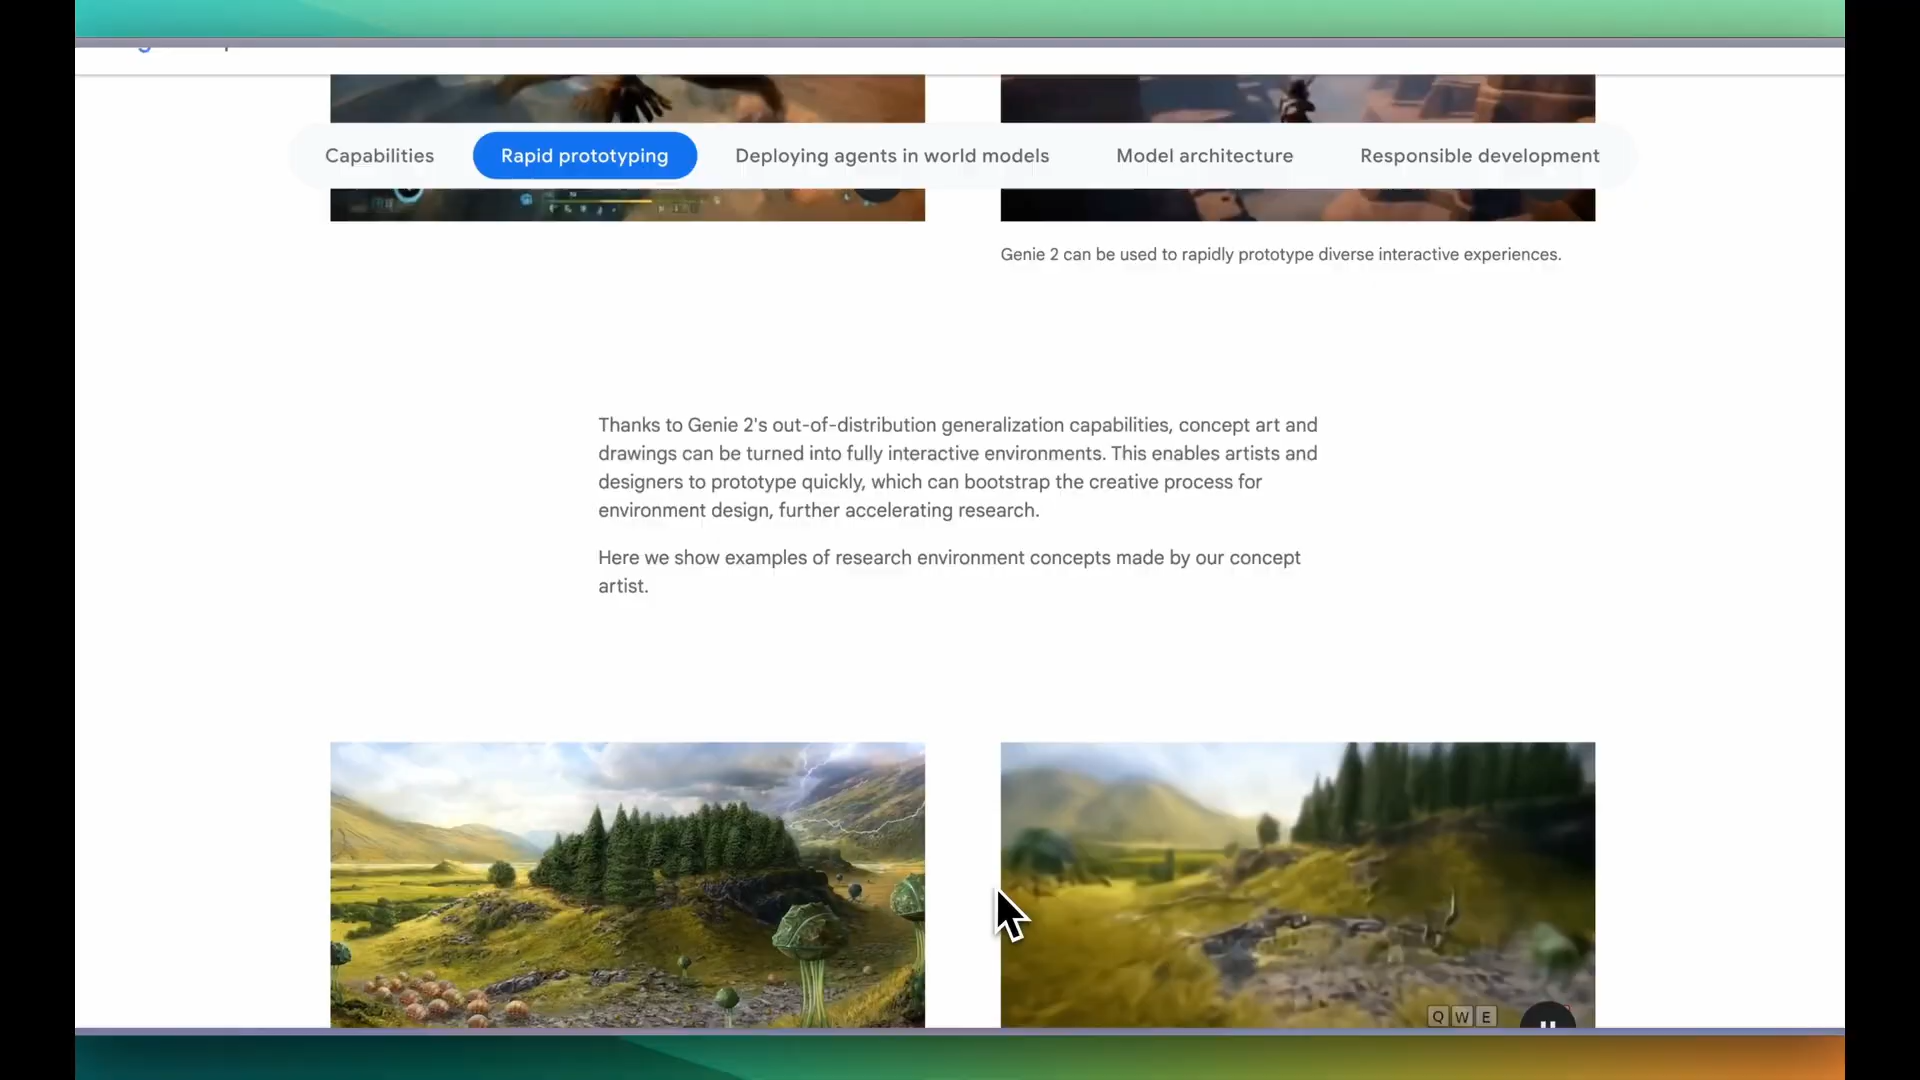 Capabilities
Rapid prototyping
Deploying agents in world models
Model architecture
Responsible development
Genie 2 can be used to rapidly prototype diverse interactive experiences.
Thanks to Genie 2's out-of-distribution generalization capabilities, concept art and
drawings can be turned into fully interactive environments. This enables artists and
designers to prototype quickly, which can bootstrap the creative process for
environment design, further accelerating research.
Here we show examples of research environment concepts made by our concept
artist.
Q W E